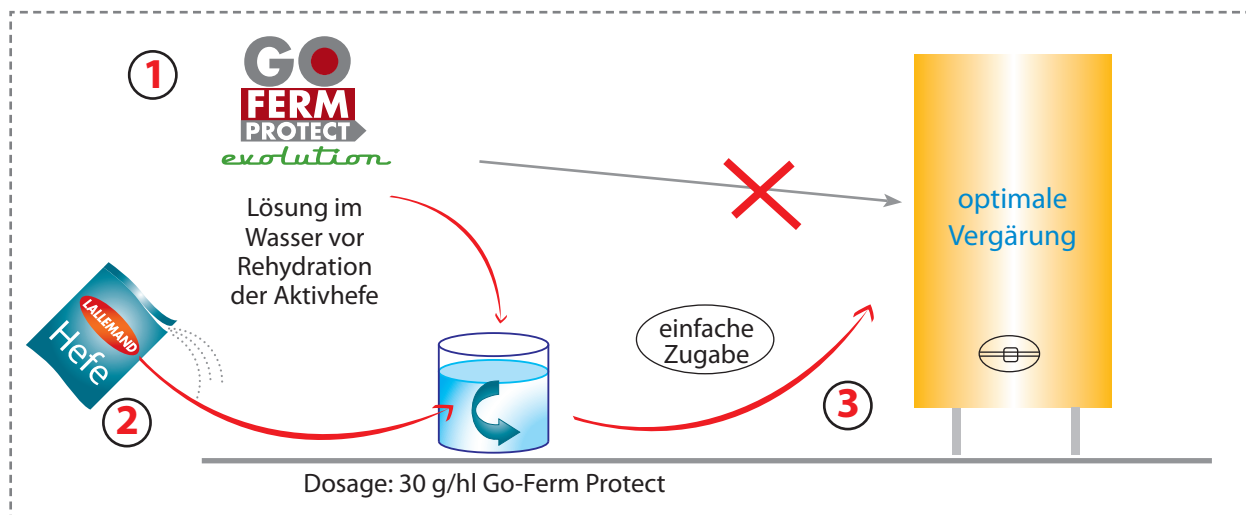 1
GO
FERM
PROTECT
evolution
Lösung im
Wasser vor
Rehydration
der Aktivhefe
LALLEMAND
Hefe
2
einfache
Zugabe
3
optimale
Vergärung
Dosage: 30 g/hl Go-Ferm Protect